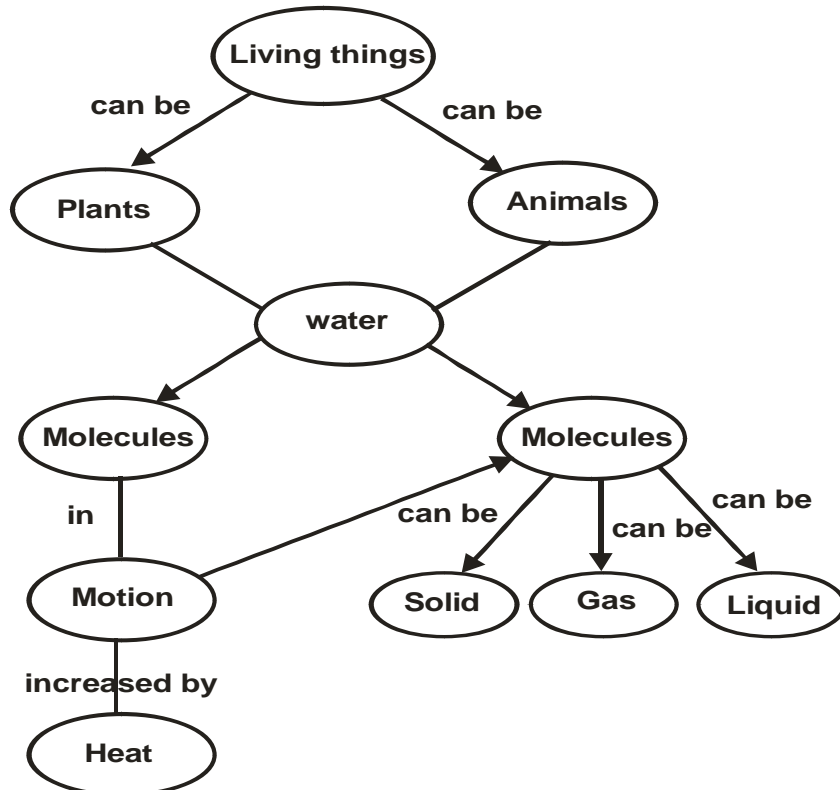 Living things
can be
can be
Plants
Animals
water
Molecules
Molecules
in
can be
can be
can be
Motion
Solid
Gas
Liquid
increased by
Heat